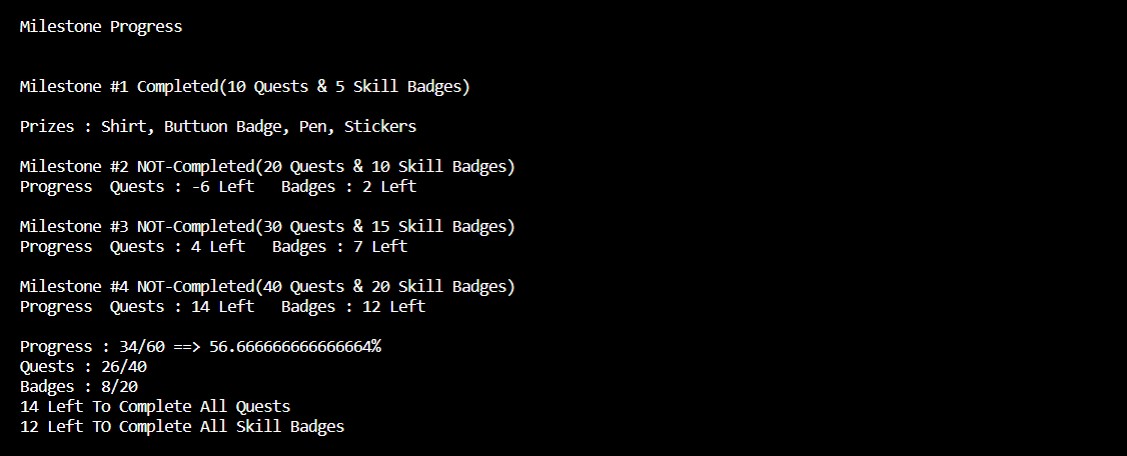 Milestone Progress
Milestone #1 Completed(10 Quests & 5 Skill Badges)
Prizes : Shirt, Buttuon Badge, Pen, Stickers
Milestone #2 NOT-Completed(20 Quests & 10 Skill Badges)
Progress  Quests : -6 Left   Badges : 2 Left
Milestone #3 NOT-Completed(30 Quests & 15 Skill Badges)
Progress  Quests : 4 Left   Badges : 7 Left
Milestone #4 NOT-Completed(40 Quests & 20 Skill Badges)
Progress  Quests : 14 Left   Badges : 12 Left
Progress : 34/60 ==> 56.666666666666664%
Quests : 26/40
Badges : 8/20
14 Left To Complete All Quests
12 Left TO Complete All Skill Badges